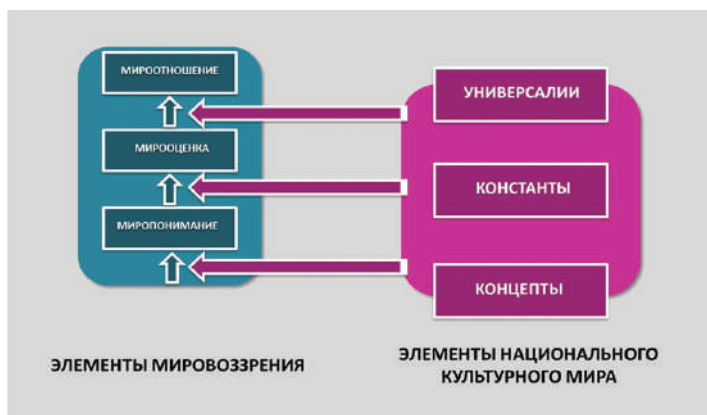 МИРООТНОШЕНИЕ
МИРООЦЕНКА
МИРОПОНИМАНИЕ
ЭЛЕМЕНТЫ МИРОВОЗЗРЕНИЯ
УНИВЕРСАЛИИ
КОНСТАНТЫ
КОНЦЕПТЫ
ЭЛЕМЕНТЫ НАЦИОНАЛЬНОГО
КУЛЬТУРНОГО МИРА